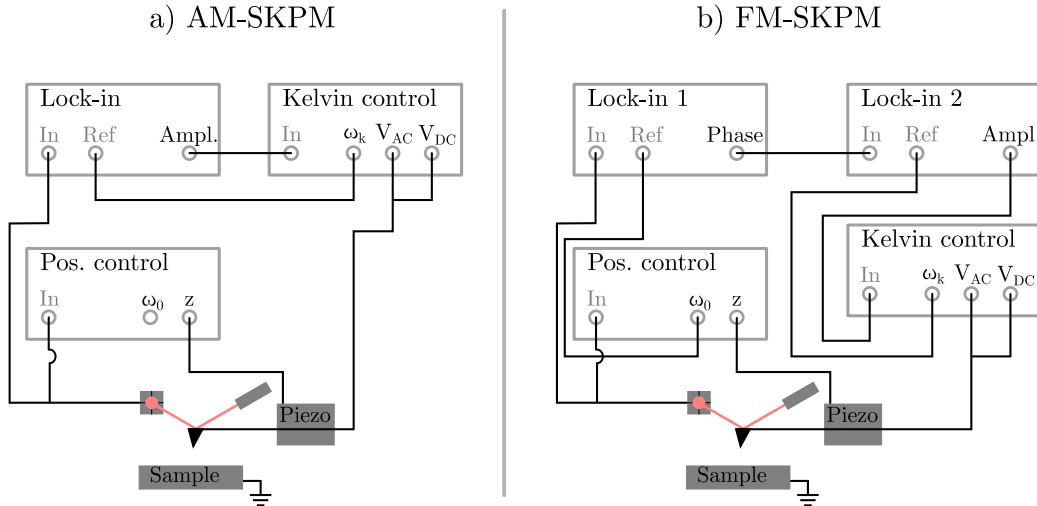 a) AM-SKPM
Lock-in
In Ref Ampl.
Kelvin control
In ωk VAC VDC
Pos. control
In ω0 z
Piezo
Sample
b) FM-SKPM
Lock-in 1
In Ref Phase
Lock-in 2
In Ref Ampl.
Kelvin control
In ωk VAC VDC
Pos. control
In ω0 z
Piezo
Sample